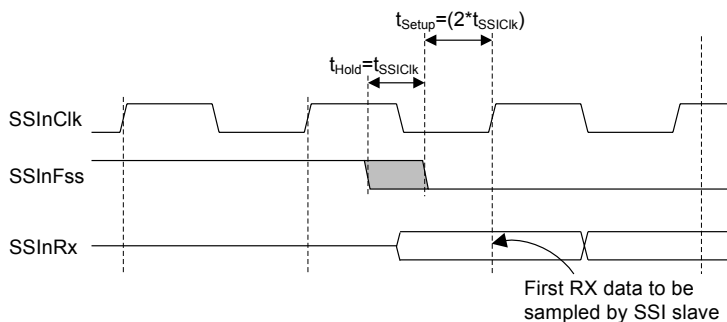 tSetup=(2*tSSIClk)
tHold=tSSIClk
SSInClk
SSInFss
SSInRx
First RX data to be
sampled by SSI slave